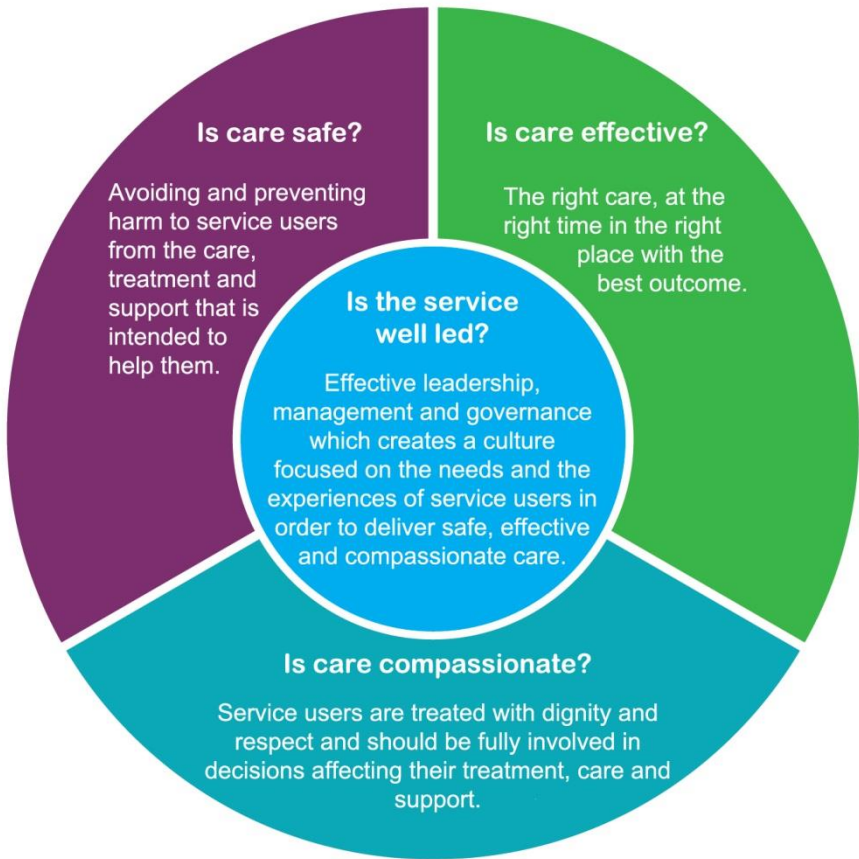 Is care safe?
Avoiding and preventing
harm to service users
from the care,
treatment and
support that is
intended to
help them.
Is care effective?
The right care, at the
right time in the right
place with the
best outcome.
Is the service
well led?
Effective leadership,
management and governance
which creates a culture
focused on the needs and the
experiences of service users in
order to deliver safe, effective
and compassionate care.
Is care compassionate?
Service users are treated with dignity and
respect and should be fully involved in
decisions affecting their treatment, care and
support.